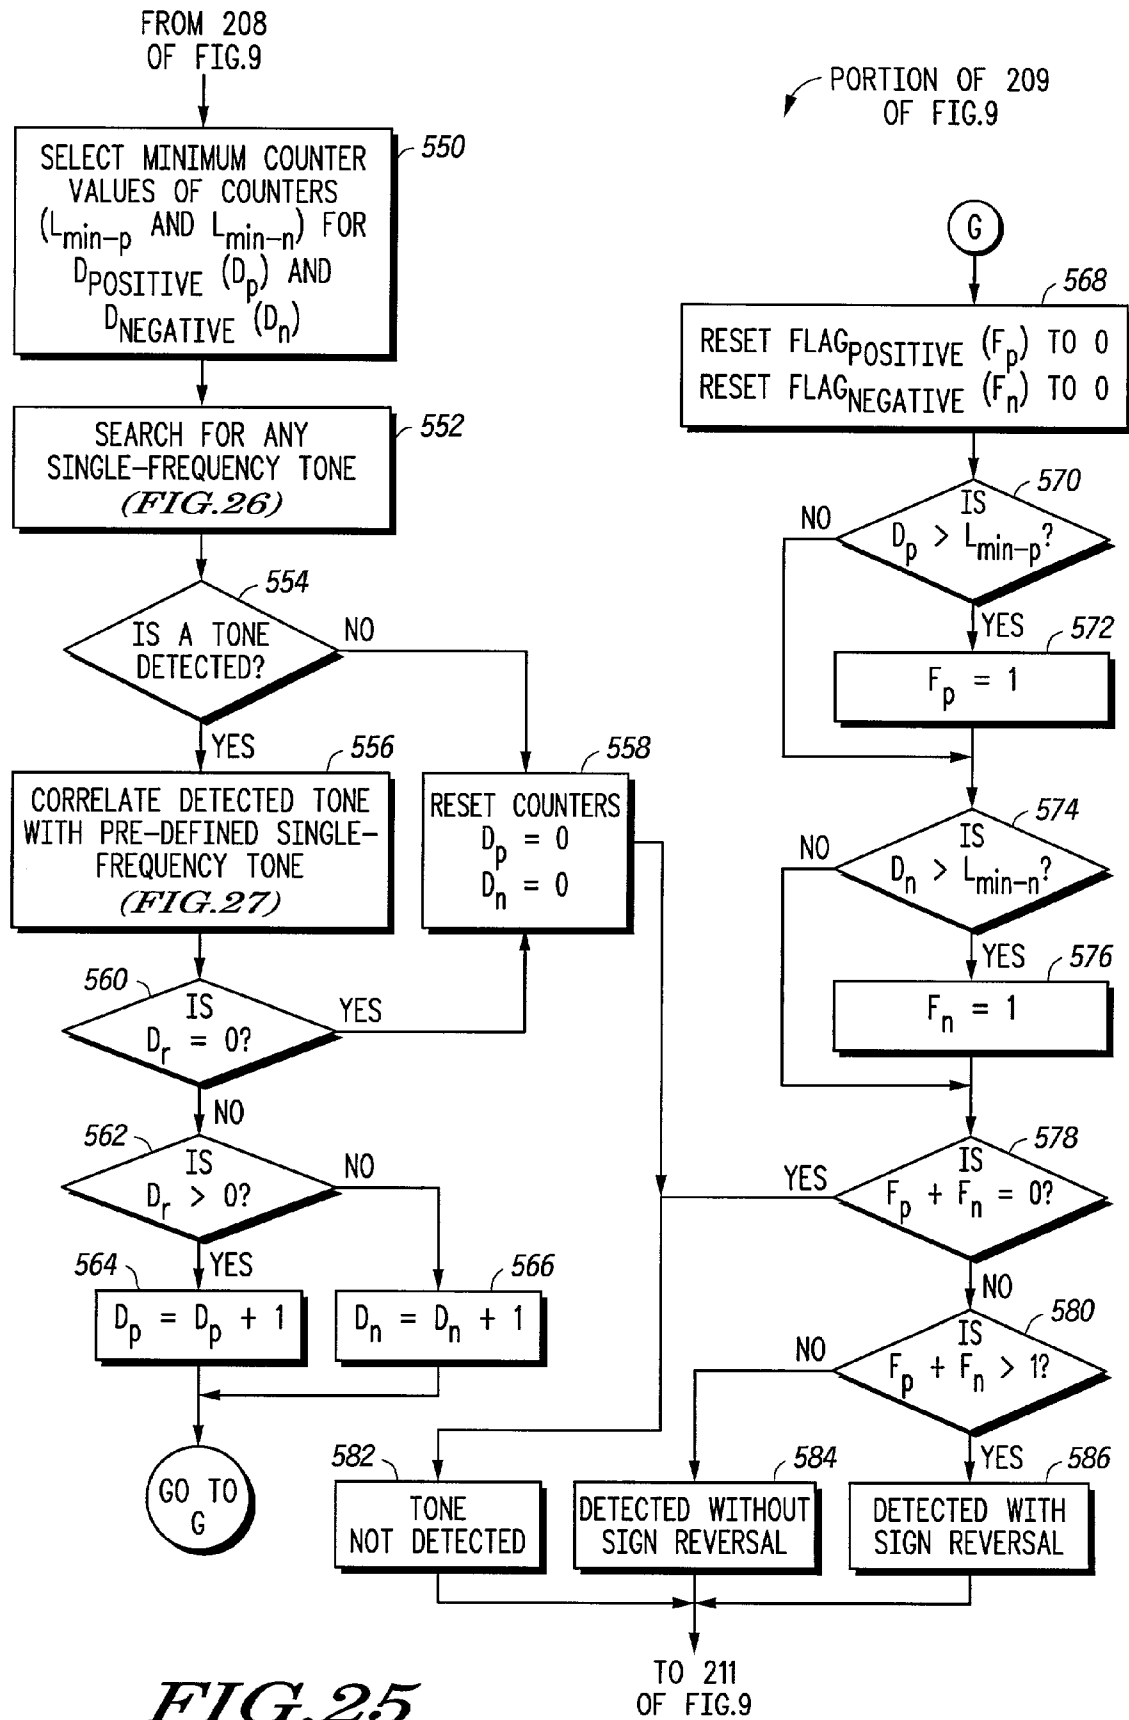 FROM 208
OF FIG.9
PORTION OF 209
OF FIG.9
550
SELECT MINIMUM COUNTER
VALUES OF COUNTERS
(Lmin-p AND Lmin-n) FOR
DPOSITIVE (Dp) AND
DNEGATIVE (Dn)
552
SEARCH FOR ANY
SINGLE-FREQUENCY TONE
(FIG.26)
554
IS A TONE
DETECTED?
NO
YES
556
CORRELATE DETECTED TONE
WITH PRE-DEFINED SINGLE-
FREQUENCY TONE
(FIG.27)
558
RESET COUNTERS
Dp = 0
Dn = 0
560
IS
Dr = 0?
YES
NO
562
IS
Dr > 0?
NO
YES
564
Dp = Dp + 1
566
Dn = Dn + 1
GO TO
G
G
568
RESET FLAGPOSITIVE (Fp) TO 0
RESET FLAGNEGATIVE (Fn) TO 0
570
IS
Dp > Lmin-p?
NO
YES
572
Fp = 1
574
IS
Dn > Lmin-n?
NO
YES
576
Fn = 1
578
IS
Fp + Fn = 0?
YES
NO
580
IS
Fp + Fn > 1?
NO
YES
582
TONE
NOT DETECTED
584
DETECTED WITHOUT
SIGN REVERSAL
586
DETECTED WITH
SIGN REVERSAL
TO 211
OF FIG.9
FIG.25